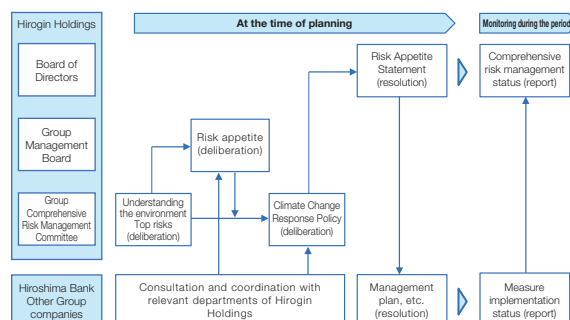 Hirogin Holdings
At the time of planning
Monitoring during the period
Board of
Directors
Risk Appetite
Statement
(resolution)
Comprehensive
risk management
status (report)
Group
Management
Board
Risk appetite
(deliberation)
Group
Comprehensive
Risk Management
Committee
Understanding
the environment
Top risks
(deliberation)
Climate Change
Response Policy
(deliberation)
Hiroshima Bank
Other Group
companies
Consultation and coordination with
relevant departments of Hirogin
Holdings
Management
plan, etc.
(resolution)
Measure
implementation
status (report)